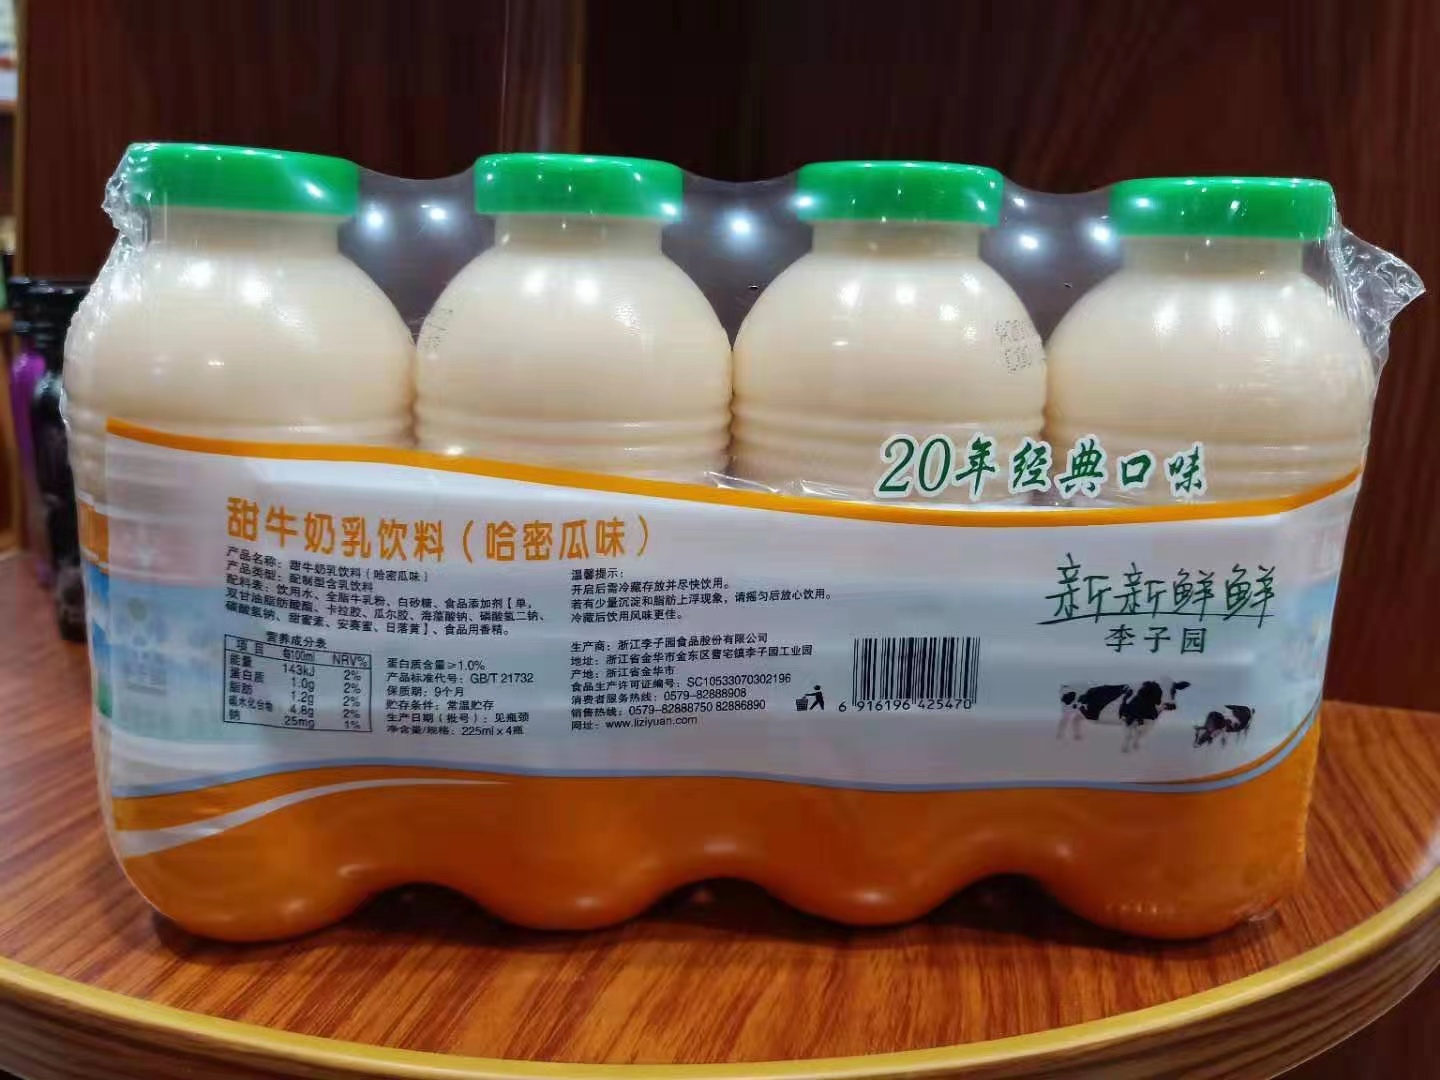 20年经典口味
甜牛奶乳饮料（哈密瓜味）
产品名称：甜牛奶乳饮料（哈密瓜味）
产品类型：配制型含乳饮料
配料表：饮用水、全脂牛乳粉、白砂糖、食品添加剂【单，
双甘油脂肪酸酯、卡拉胶、瓜尔胶、海藻酸钠、磷酸氢二钠、
碳酸氢钠、甜蜜素、安赛蜜、日落黄】、食品用香精。
营养成分表
项目 每100ml NRV%
能量 143kJ 2%
蛋白质 1.0g 2%
脂肪 1.2g 2%
碳水化合物 4.8g 2%
钠 25mg 1%
蛋白质含量≥1.0%
产品标准代号：GB/T 21732
保质期：9个月
贮存条件：常温贮存
生产日期（批号）：见瓶颈
净含量/规格：225ml x 4瓶
温馨提示：
开启后需冷藏存放并尽快饮用。
若有少量沉淀和脂肪上浮现象，请摇匀后放心饮用。
冷藏后饮用风味更佳。
生产商：浙江李子园食品股份有限公司
地址：浙江省金华市金东区曹宅镇李子园工业园
产地：浙江省金华市
食品生产许可证编号：SC10533070302196
消费者服务热线：0579-82888908
销售热线：0579-82888750 82886890
网址：www.liziyuan.com
6 916196 425470
新新鲜鲜
李子园